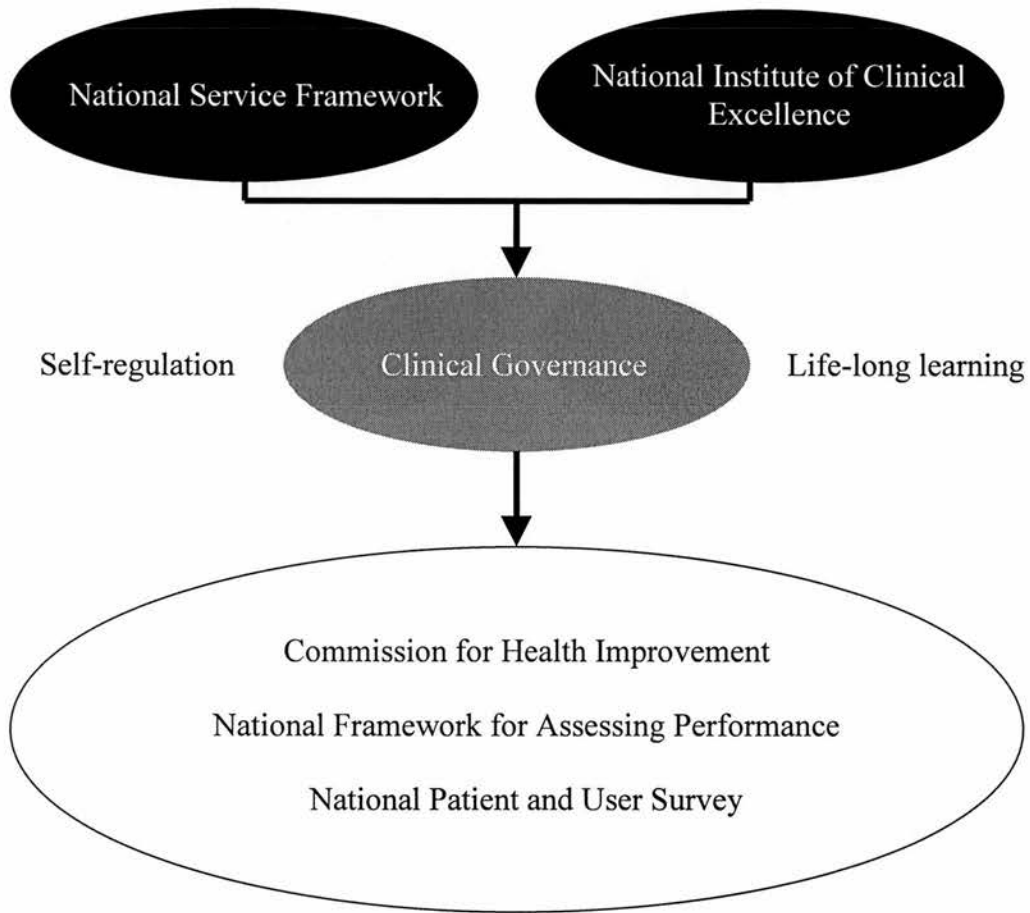 National Service Framework
National Institute of Clinical
Excellence
Self-regulation
Clinical Governance
Life-long learning
Commission for Health Improvement
National Framework for Assessing Performance
National Patient and User Survey